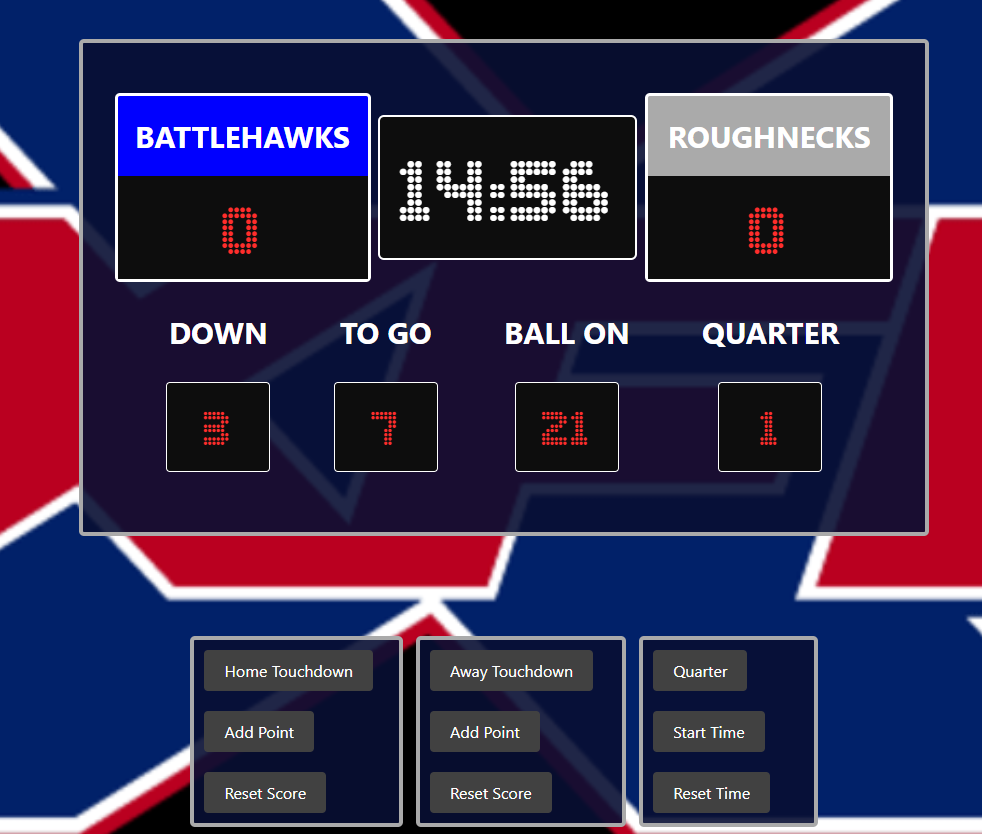 BATTLEHAWKS
14:56
ROUGHNECKS
0
0
DOWN
TO GO
BALL ON
QUARTER
3
7
21
1
Home Touchdown
Add Point
Reset Score
Away Touchdown
Add Point
Reset Score
Quarter
Start Time
Reset Time